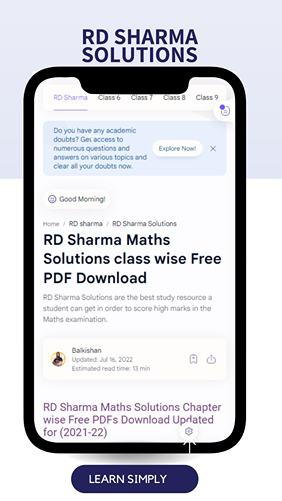 RD SHARMA
SOLUTIONS
RD Sharma Class 6 Class 7 Class 8 Class 9
Do you have any academic
doubts? Get access to
numerous questions and
answers on various topics and
clear all your doubts now.
Explore Now!
Good Morning!
Home / RD sharma / RD Sharma Solutions
RD Sharma Maths
Solutions class wise Free
PDF Download
RD Sharma Solutions are the best study resource a
student can get in order to score high marks in the
Maths examination.
Balkishan
Updated: Jul 16, 2022
Estimated read time: 13 min
RD Sharma Maths Solutions Chapter
wise Free PDFs Download Updated
for (2021-22)
LEARN SIMPLY